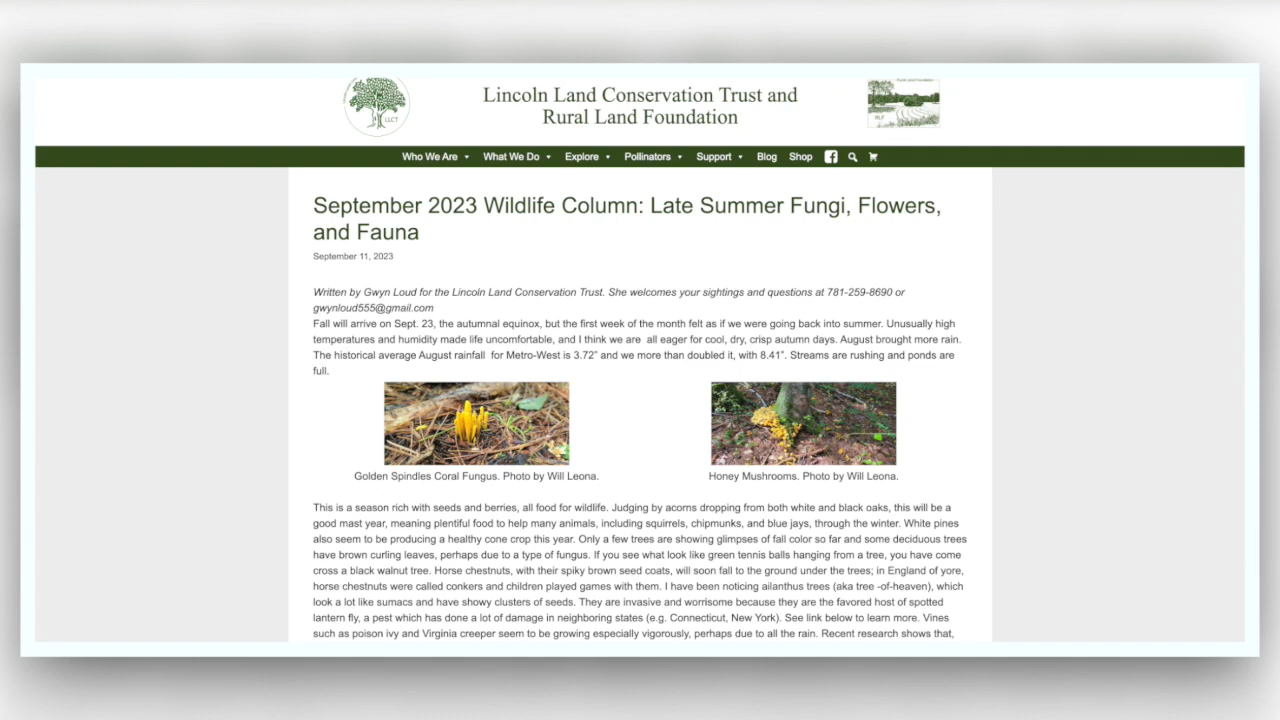 LLCT
Lincoln Land Conservation Trust and
Rural Land Foundation
RLF
Who We Are What We Do Explore Pollinators Support Blog Shop
September 2023 Wildlife Column: Late Summer Fungi, Flowers,
and Fauna
September 11, 2023
Written by Gwyn Loud for the Lincoln Land Conservation Trust. She welcomes your sightings and questions at 781-259-8690 or
gwynloud555@gmail.com
Fall will arrive on Sept. 23, the autumnal equinox, but the first week of the month felt as if we were going back into summer. Unusually high
temperatures and humidity made life uncomfortable, and I think we are all eager for cool, dry, crisp autumn days. August brought more rain.
The historical average August rainfall for Metro-West is 3.72” and we more than doubled it, with 8.41”. Streams are rushing and ponds are
full.
Golden Spindles Coral Fungus. Photo by Will Leona.
Honey Mushrooms. Photo by Will Leona.
This is a season rich with seeds and berries, all food for wildlife. Judging by acorns dropping from both white and black oaks, this will be a
good mast year, meaning plentiful food to help many animals, including squirrels, chipmunks, and blue jays, through the winter. White pines
also seem to be producing a healthy cone crop this year. Only a few trees are showing glimpses of fall color so far and some deciduous trees
have brown curling leaves, perhaps due to a type of fungus. If you see what look like green tennis balls hanging from a tree, you have come
cross a black walnut tree. Horse chestnuts, with their spiky brown seed coats, will soon fall to the ground under the trees; in England of yore,
horse chestnuts were called conkers and children played games with them. I have been noticing ailanthus trees (aka tree -of-heaven), which
look a lot like sumacs and have showy clusters of seeds. They are invasive and worrisome because they are the favored host of spotted
lantern fly, a pest which has done a lot of damage in neighboring states (e.g. Connecticut, New York). See link below to learn more. Vines
such as poison ivy and Virginia creeper seem to be growing especially vigorously, perhaps due to all the rain. Recent research shows that,